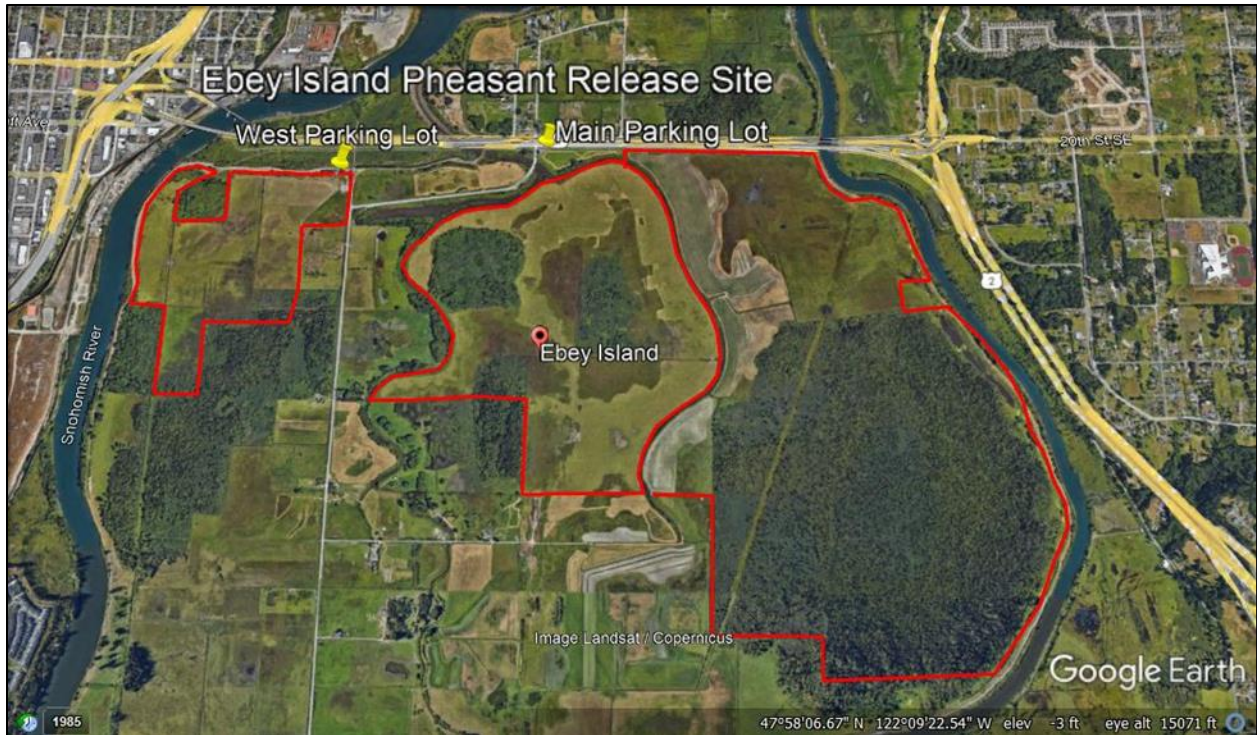 Ebey Island Pheasant Release Site
West Parking Lot
Main Parking Lot
20th St SE
2
Ebey Island
Snohomish River
Image Landsat / Copernicus
Google Earth
1985
47°58'06.67" N 122°09'22.54" W elev -3 ft eye alt 15071 ft